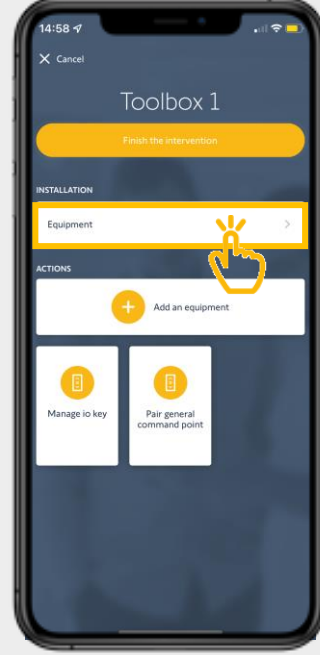 14:58
Cancel
Toolbox 1
Finish the intervention
INSTALLATION
Equipment
ACTIONS
Add an equipment
Manage io key
Pair general
command point